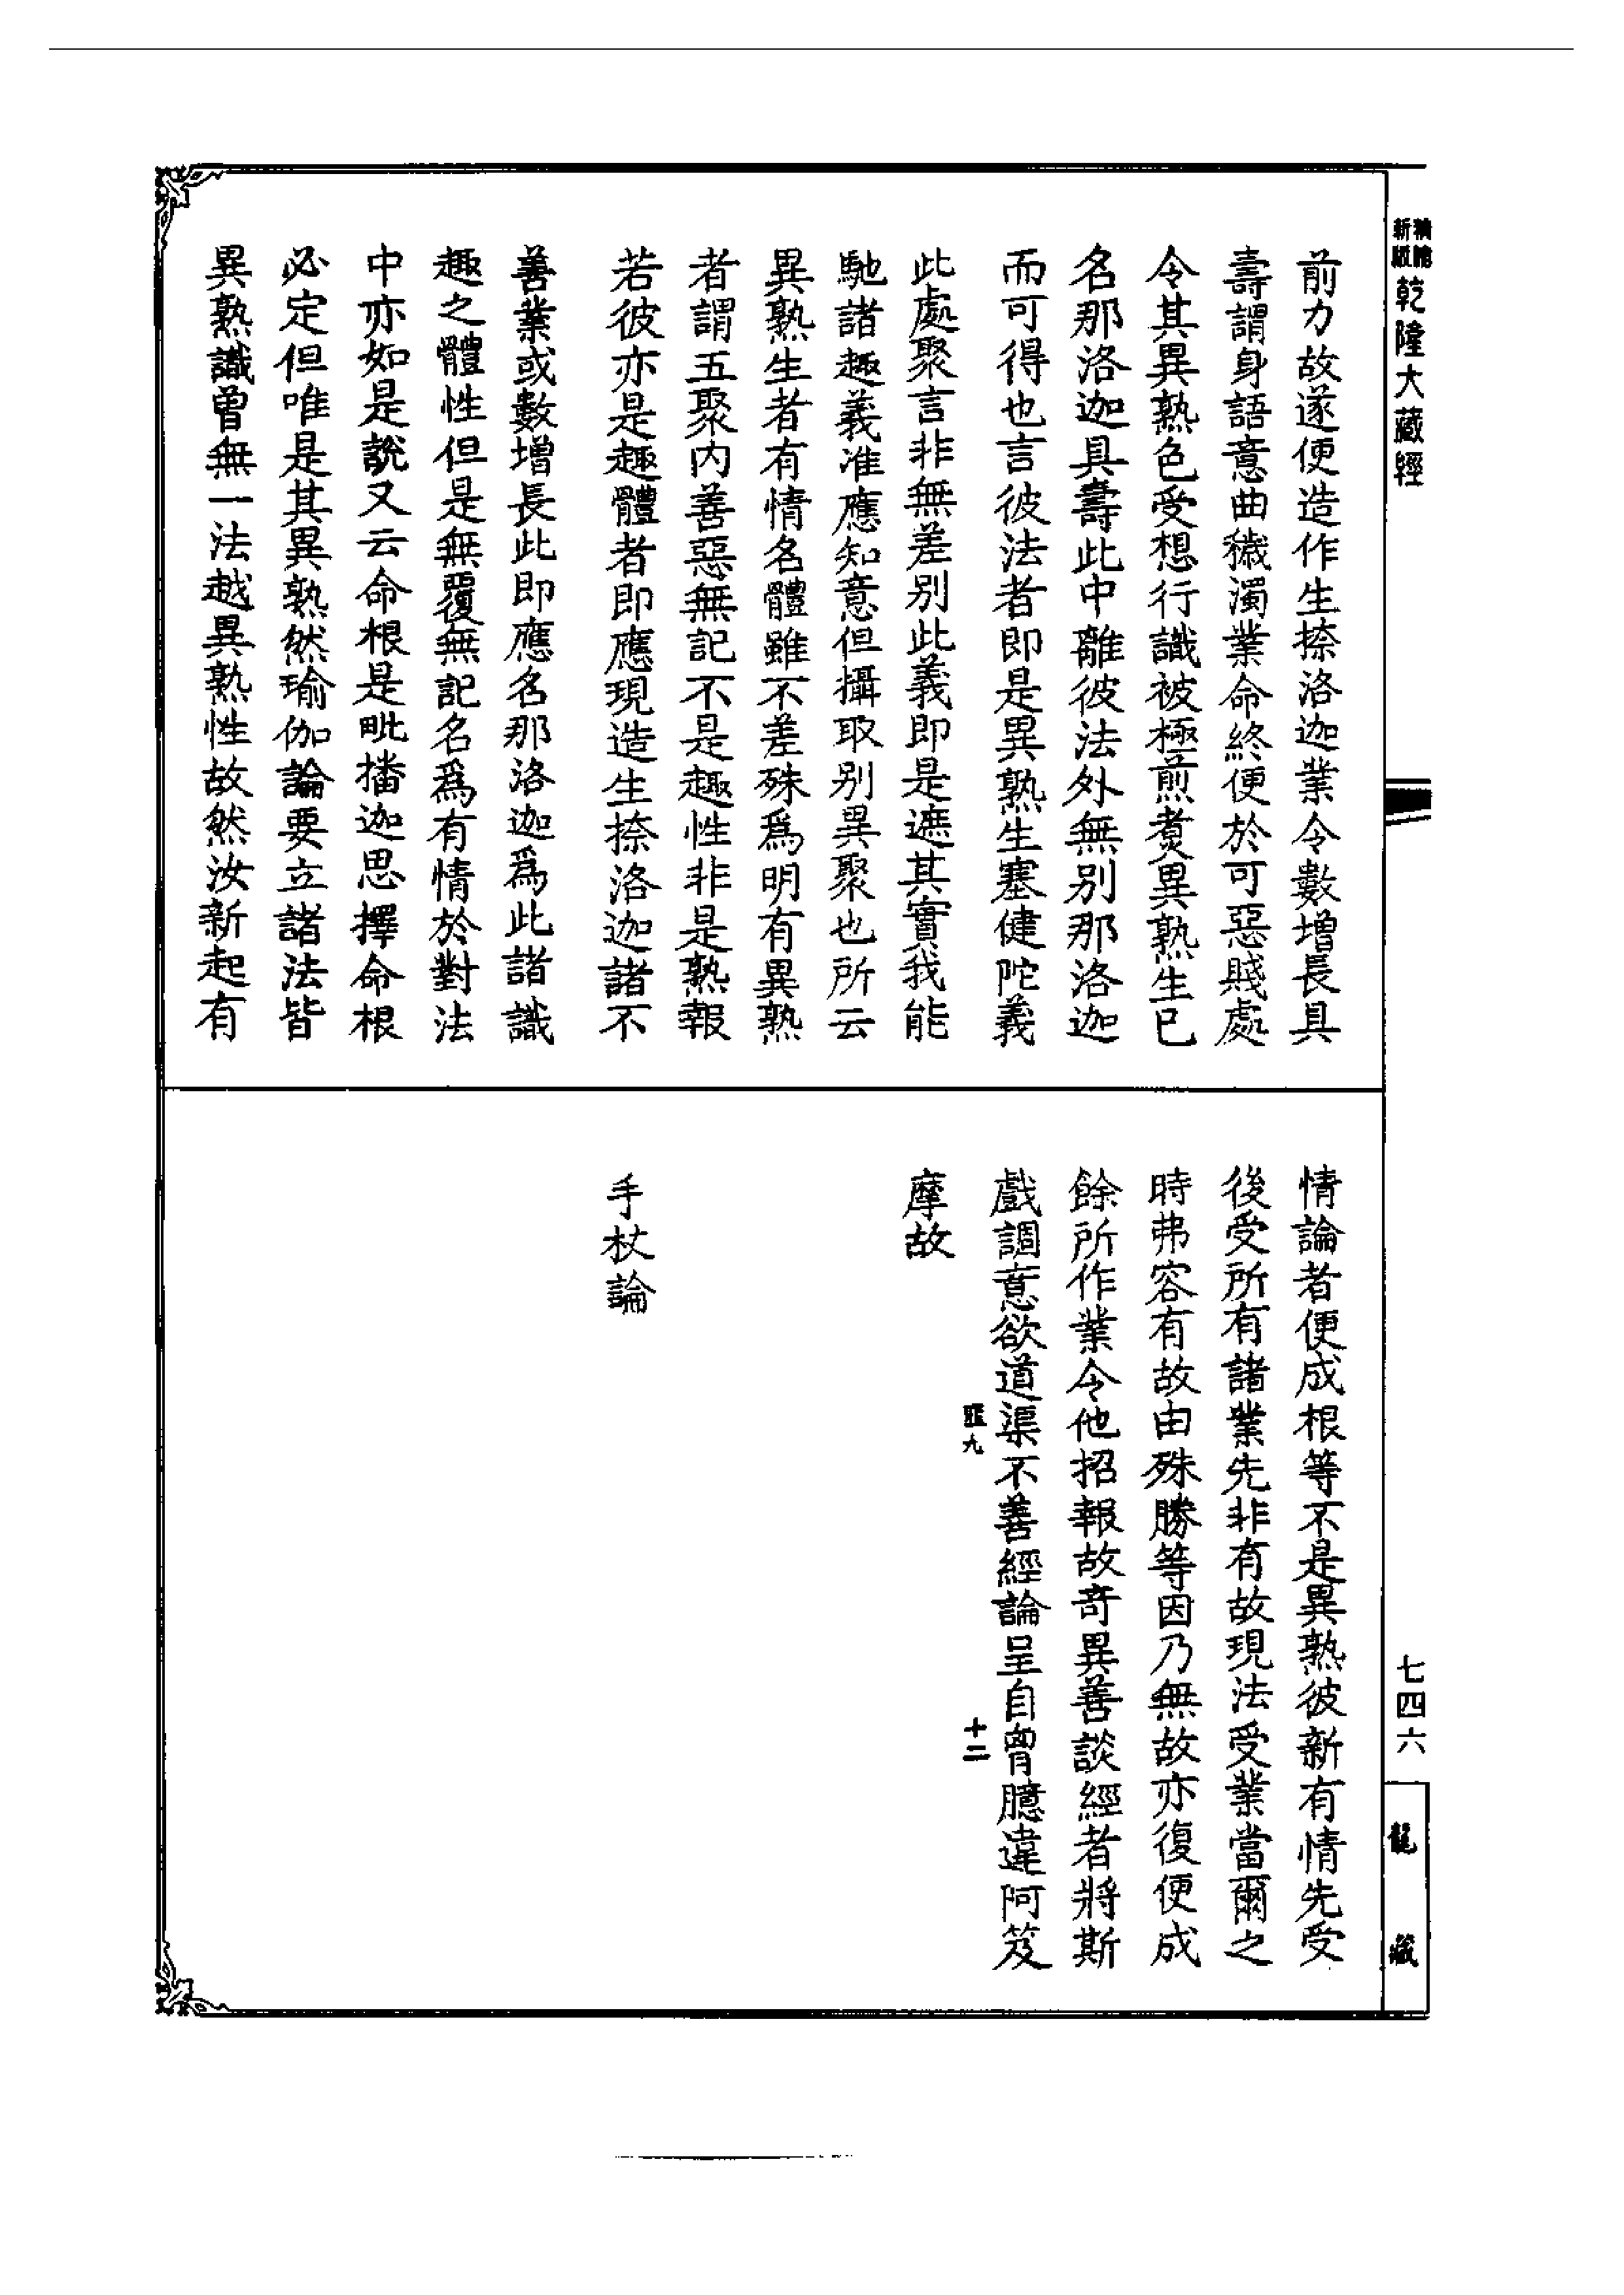 新版精縮乾隆大藏經
前力故遂便造作生捺洛迦業令數增長具
壽謂身語意曲穢濁業命終便於可惡賤處
令其異熟色受想行識被極煎煑異熟生已
名那洛迦具壽此中離彼法外無別那洛迦
而可得也言彼法者即是異熟生塞健陀義
此處聚言非無差別此義即是遮其實我能
馳諸趣義准應知意但攝取別異聚也所云
異熟生者有情名體雖不差殊爲明有異熟
者謂五聚內善惡無記不是趣性非是熟報
若彼亦是趣體者即應現造生捺洛迦諸不
善業或數增長此即應名那洛迦爲此諸識
趣之體性但是無覆無記名爲有情於對法
中亦如是說又云命根是毗播迦思擇命根
必定但唯是其異熟然瑜伽論要立諸法皆
異熟識曾無一法越異熟性故然汝新起有
情論者便成根等不是異熟彼新有情先受
後受所有諸業先非有故現法受業當爾之
時弗容有故由殊勝等因乃無故亦復便成
餘所作業令他招報故奇異善談經者將斯
戲調意欲道渠不善經論呈自胷臆違阿笈
匪九
十二
摩故
手杖論
七四六
龍藏